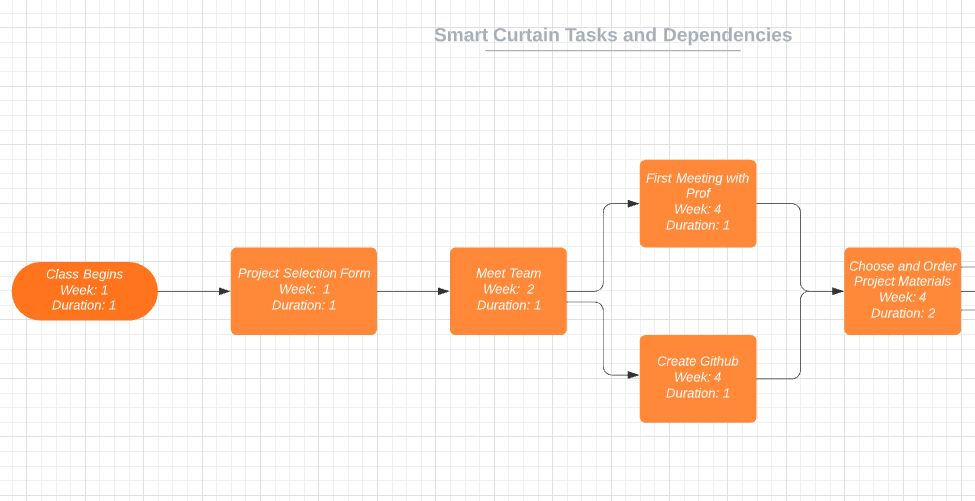 Smart Curtain Tasks and Dependencies
Class Begins
Week: 1
Duration: 1
Project Selection Form
Week: 1
Duration: 1
Meet Team
Week: 2
Duration: 1
First Meeting with
Prof
Week: 4
Duration: 1
Create Github
Week: 4
Duration: 1
Choose and Order
Project Materials
Week: 4
Duration: 2